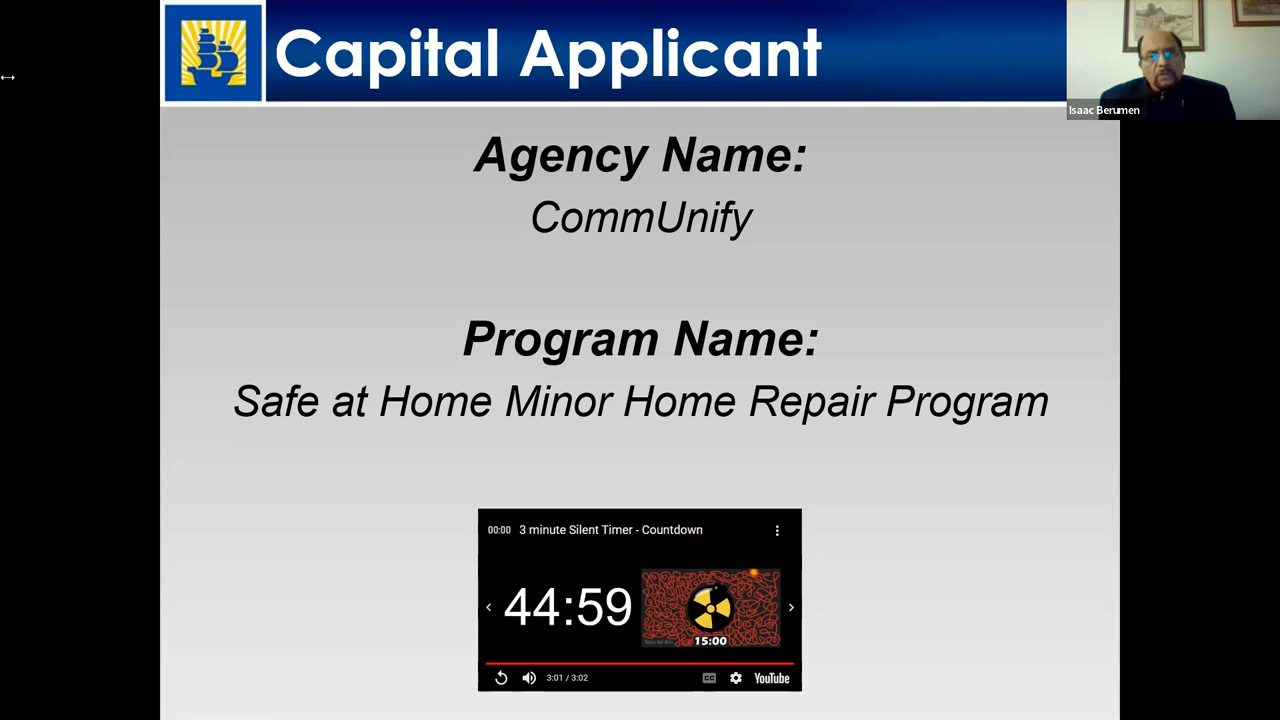 Capital Applicant
Isaac Berumen
Agency Name:
CommUnify
Program Name:
Safe at Home Minor Home Repair Program
00:00 3 minute Silent Timer - Countdown
44:59
15:00
3:01 / 3:02
CC
YouTube